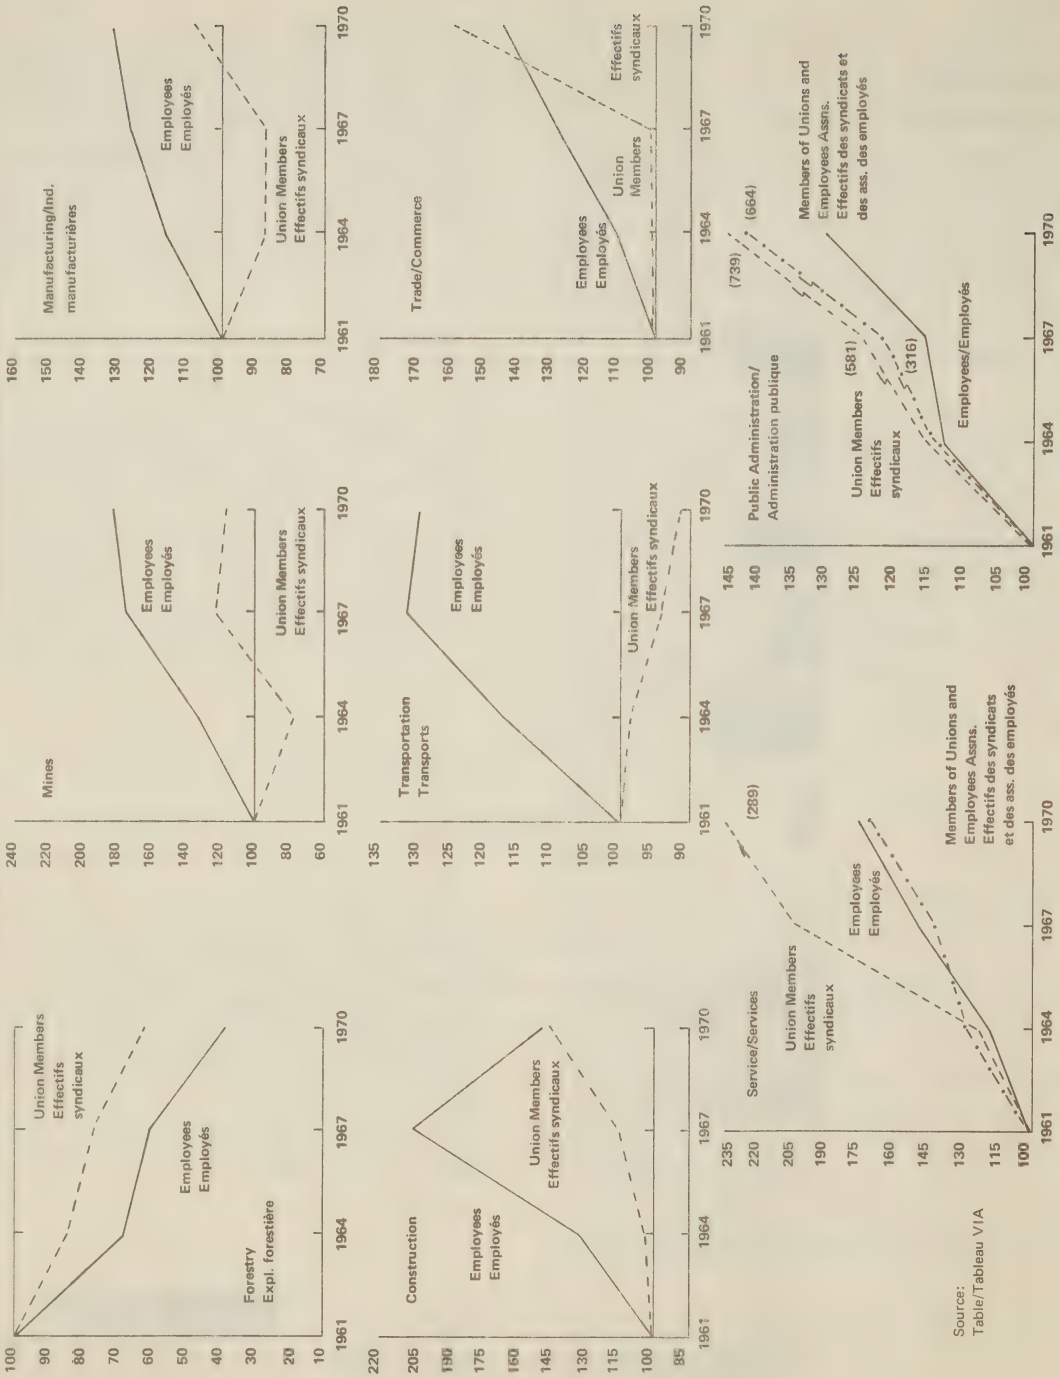 100
90
80
70
60
50
40
30
20
10
Union Members
Effectifs
syndicaux
Employees
Employés
Forestry
Expl. forestière
1961
1964
1967
1970
240
220
200
180
160
140
120
100
80
60
Mines
Employees
Employés
Union Members
Effectifs syndicaux
1961
1964
1967
1970
160
150
140
130
120
110
100
90
80
70
Manufacturing/Ind.
manufacturières
Employees
Employés
Union Members
Effectifs syndicaux
1961
1964
1967
1970
220
205
190
175
160
145
130
115
100
85
Construction
Employees
Employés
Union Members
Effectifs syndicaux
1961
1964
1967
1970
135
130
125
120
115
110
105
100
95
90
Transportation
Transports
Employees
Employés
Union Members
Effectifs syndicaux
1961
1964
1967
1970
180
170
160
150
140
130
120
110
100
90
Trade/Commerce
Employees
Employés
Union
Members
Effectifs
syndicaux
1961
1964
1967
1970
235
220
205
190
175
160
145
130
115
100
Service/Services
(289)
Union Members
Effectifs
syndicaux
Employees
Employés
Members of Unions and
Employees Assns.
Effectifs des syndicats
et des ass. des employés
1961
1964
1967
1970
145
140
135
130
125
120
115
110
105
100
Public Administration/
Administration publique
(739)
(664)
Members of Unions and
Employees Assns.
Effectifs des syndicats et
des ass. des employés
Union Members
Effectifs
syndicaux
(581)
(316)
Employees/Employés
1961
1964
1967
1970
Source:
Table/Tableau VIA